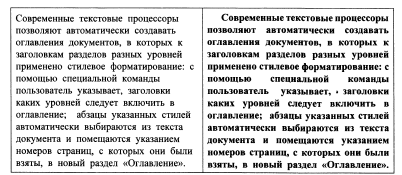 Современные текстовые процессоры
позволяют автоматически создавать
оглавления документов, в которых к
заголовкам разделов разных уровней
применено стилевое форматирование: с
помощью специальной команды
пользователь указывает, заголовки
каких уровней следует включить в
оглавление; абзацы указанных стилей
автоматически выбираются из текста
документа и помещаются указанием
номеров страниц, с которых они были
взяты, в новый раздел «Оглавление».
Современные текстовые процессоры
позволяют автоматически создавать
оглавления документов, в которых к
заголовкам разделов разных уровней
применено стилевое форматирование: с
помощью специальной команды
пользователь указывает, заголовки
каких уровней следует включить в
оглавление; абзацы указанных стилей
автоматически выбираются из текста
документа и помещаются указанием
номеров страниц, с которых они были
взяты, в новый раздел «Оглавление».